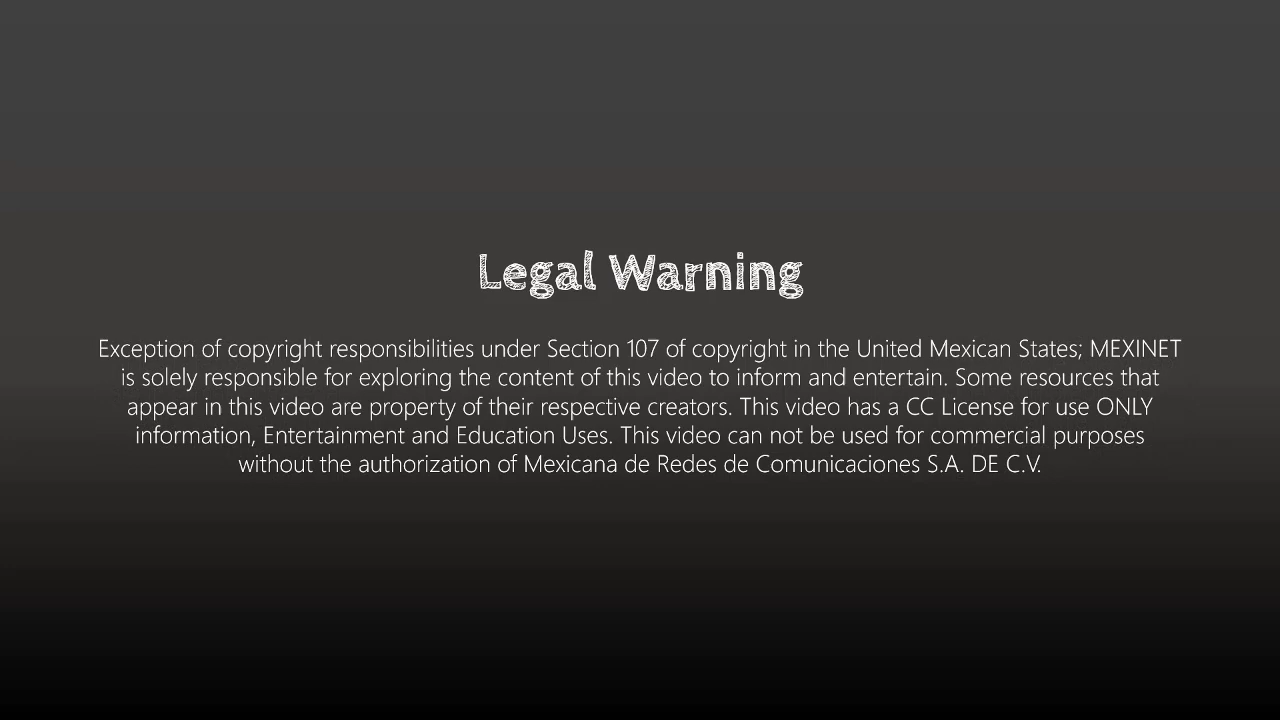 Legal Warning
Exception of copyright responsibilities under Section 107 of copyright in the United Mexican States; MEXINET
is solely responsible for exploring the content of this video to inform and entertain. Some resources that
appear in this video are property of their respective creators. This video has a CC License for use ONLY
information, Entertainment and Education Uses. This video can not be used for commercial purposes
without the authorization of Mexicana de Redes de Comunicaciones S.A. DE C.V.